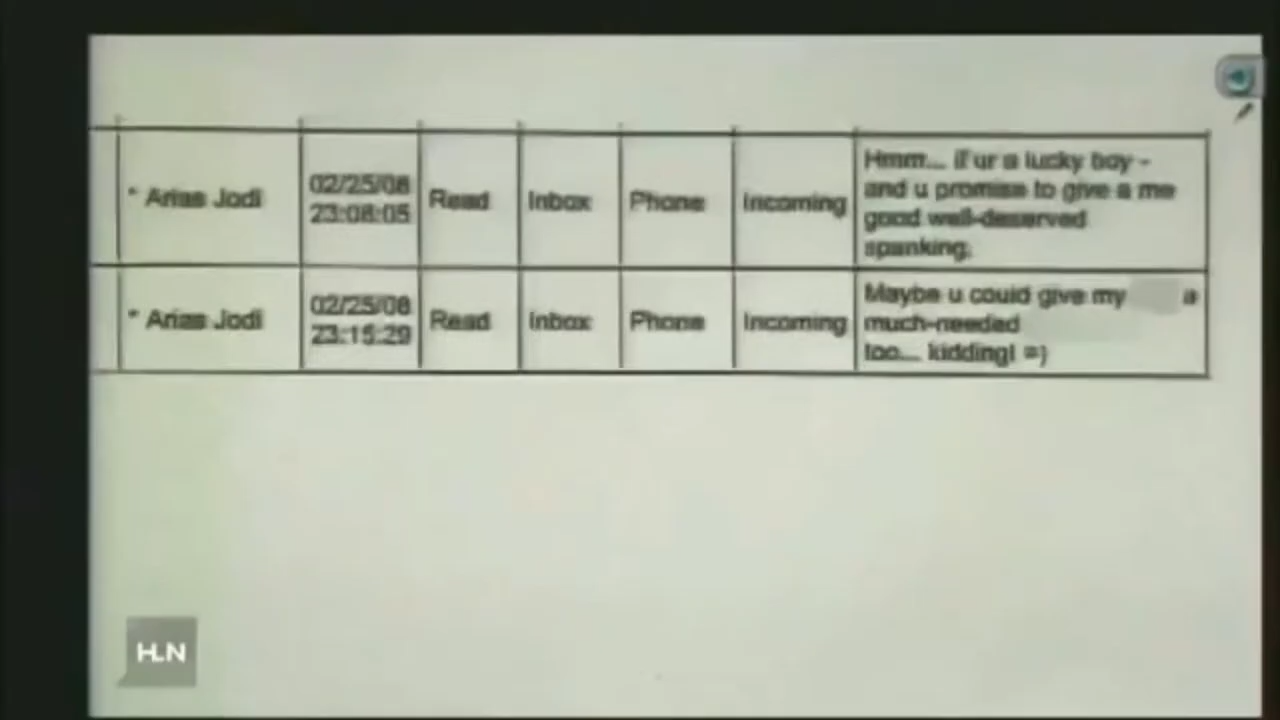 * Arias Jodi
02/25/08
23:08:05
Read
Inbox
Phone
Incoming
Hmm... if ur a lucky boy -
and u promise to give a me
good well-deserved
spanking.
* Arias Jodi
02/25/08
23:15:29
Read
Inbox
Phone
Incoming
Maybe u could give my a
much-needed
too... kidding! =)
HLN